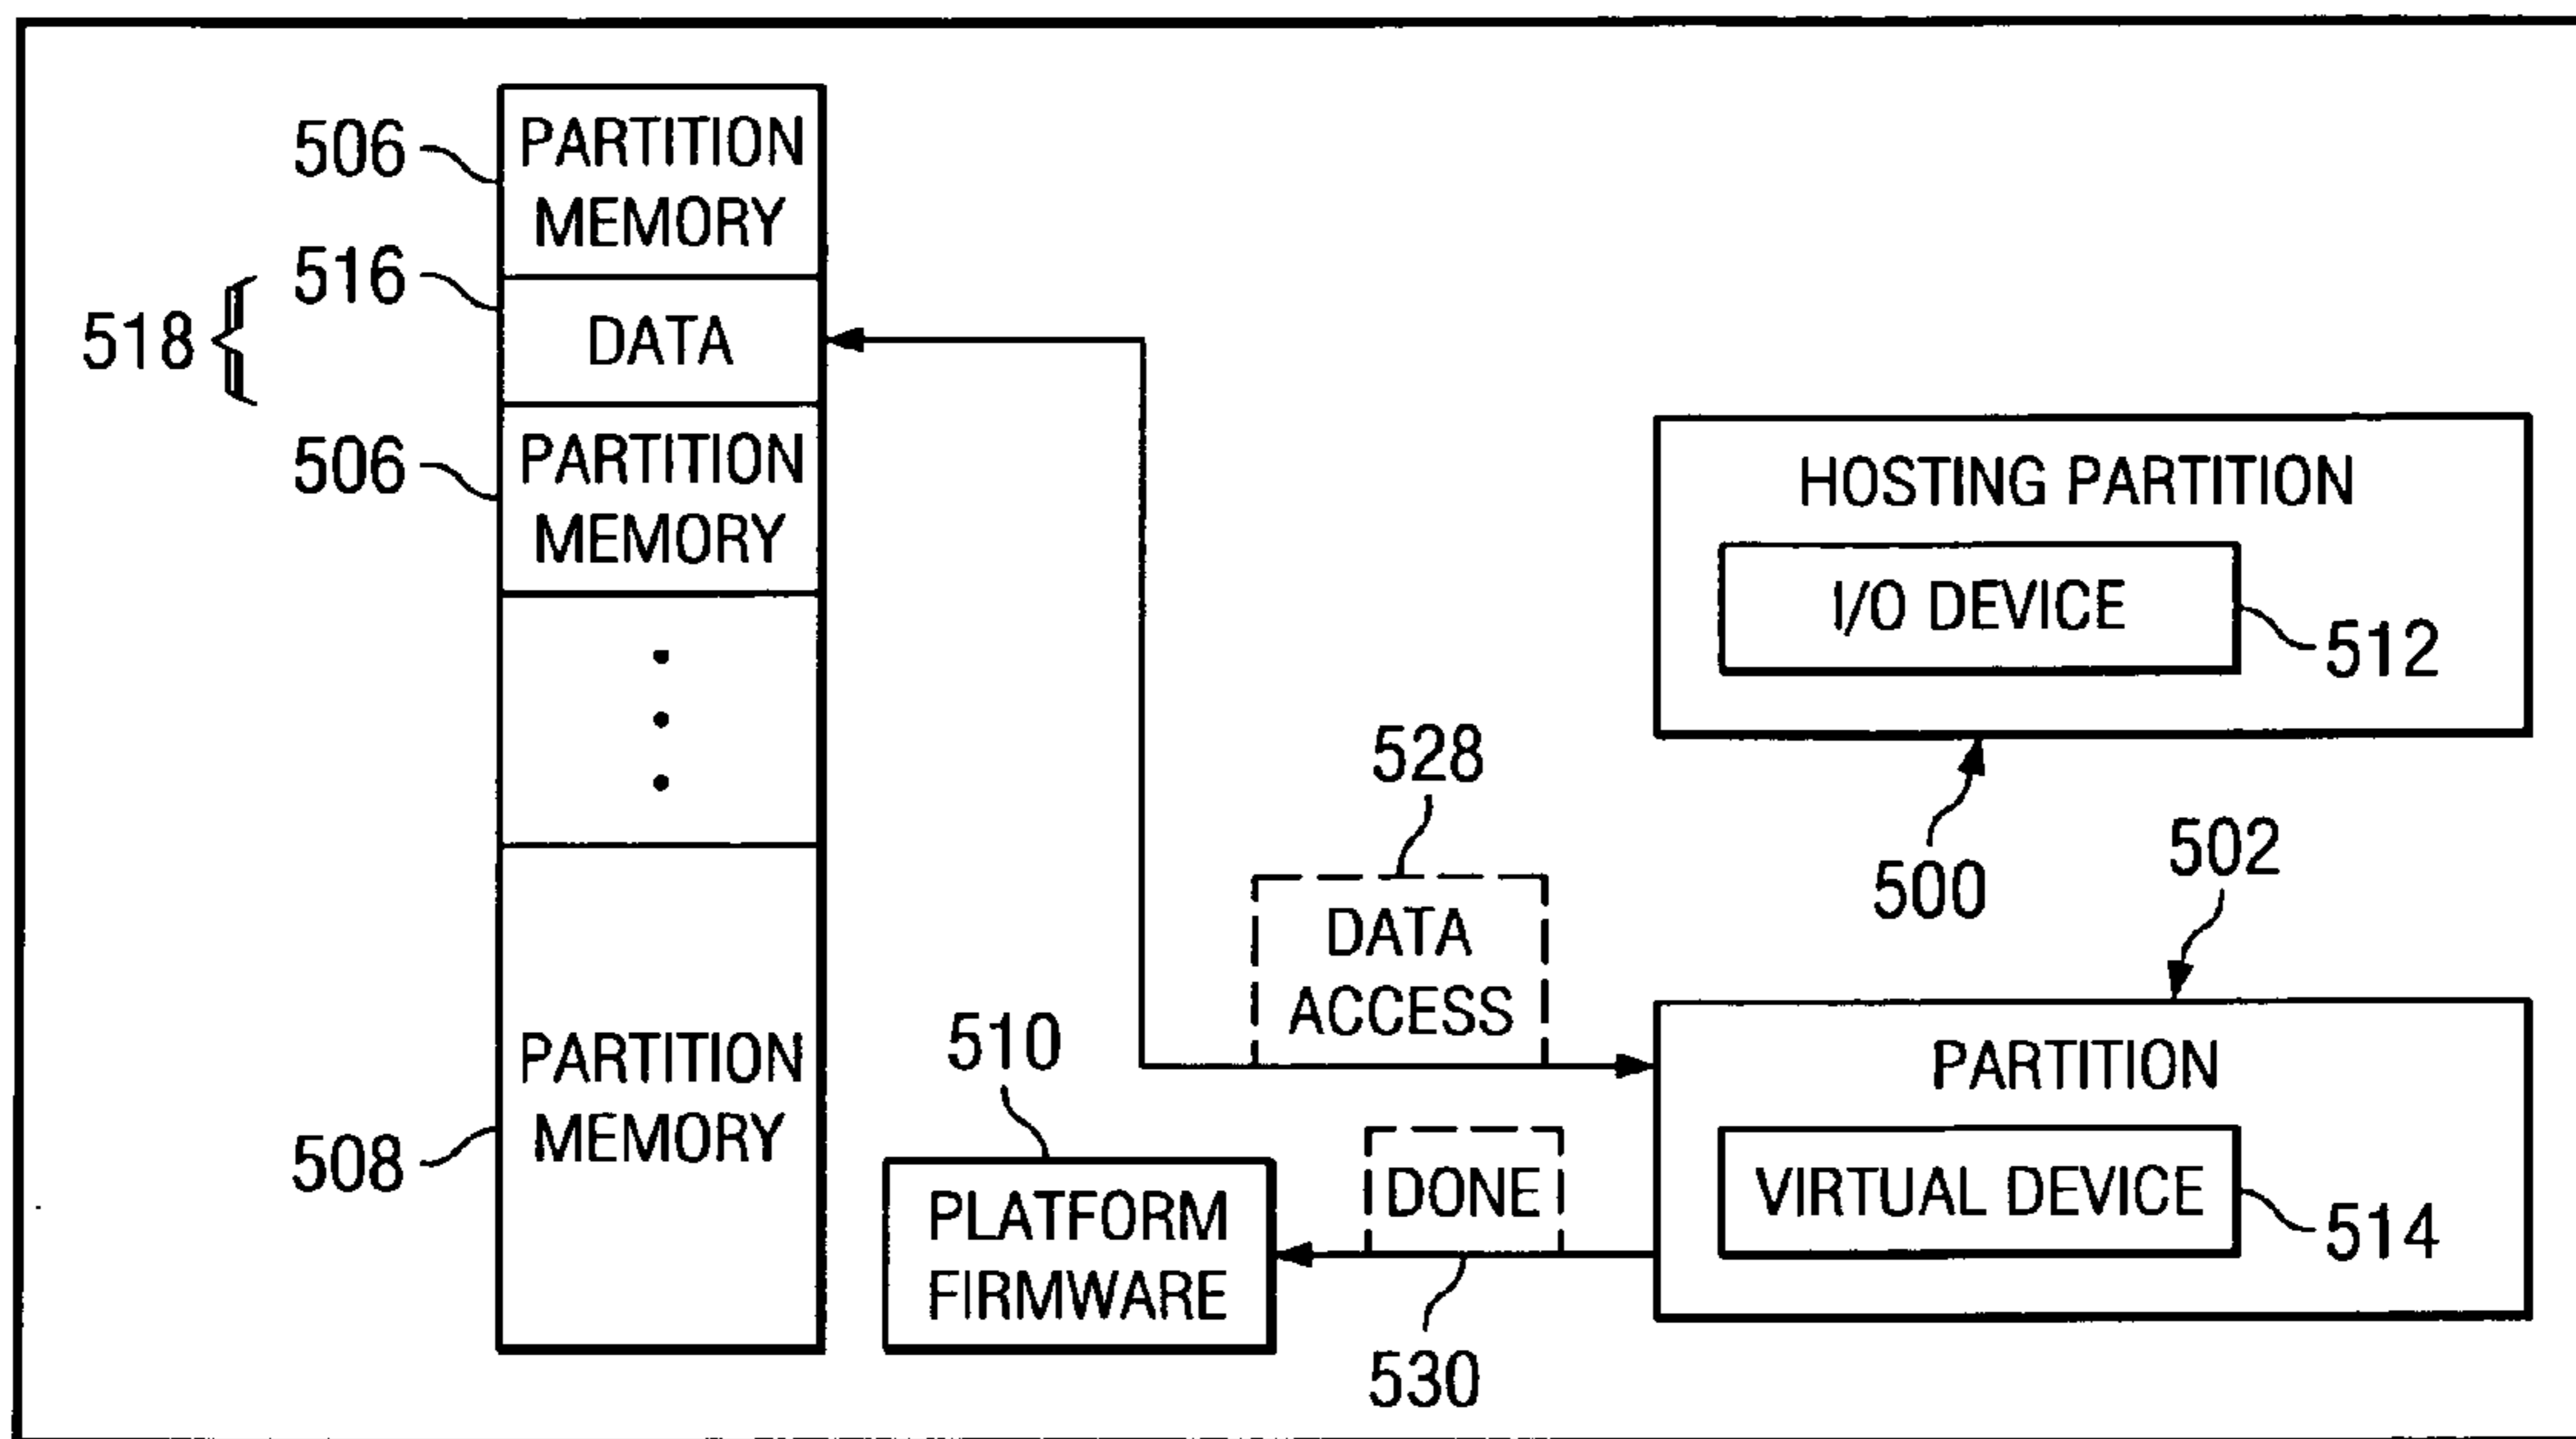 506
PARTITION
MEMORY
516
518
DATA
506
PARTITION
MEMORY
508
PARTITION
MEMORY
HOSTING PARTITION
I/O DEVICE
512
500
528
DATA
ACCESS
502
PARTITION
VIRTUAL DEVICE
514
510
PLATFORM
FIRMWARE
DONE
530